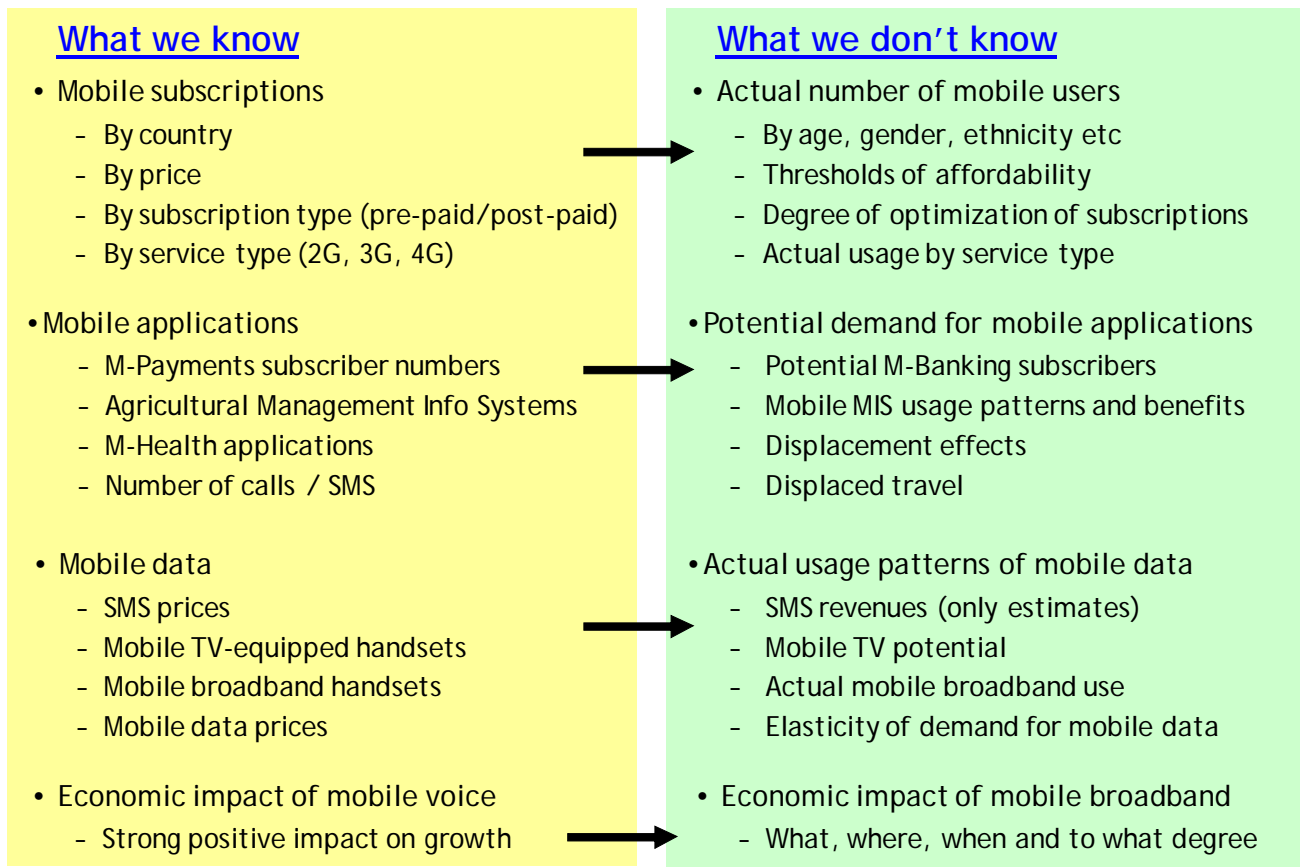 What we know
• Mobile subscriptions
- By country
- By price
- By subscription type (pre-paid/post-paid)
- By service type (2G, 3G, 4G)
• Mobile applications
- M-Payments subscriber numbers
- Agricultural Management Info Systems
- M-Health applications
- Number of calls / SMS
• Mobile data
- SMS prices
- Mobile TV-equipped handsets
- Mobile broadband handsets
- Mobile data prices
• Economic impact of mobile voice
- Strong positive impact on growth
What we don't know
• Actual number of mobile users
- By age, gender, ethnicity etc
- Thresholds of affordability
- Degree of optimization of subscriptions
- Actual usage by service type
• Potential demand for mobile applications
- Potential M-Banking subscribers
- Mobile MIS usage patterns and benefits
- Displacement effects
- Displaced travel
• Actual usage patterns of mobile data
- SMS revenues (only estimates)
- Mobile TV potential
- Actual mobile broadband use
- Elasticity of demand for mobile data
• Economic impact of mobile broadband
- What, where, when and to what degree